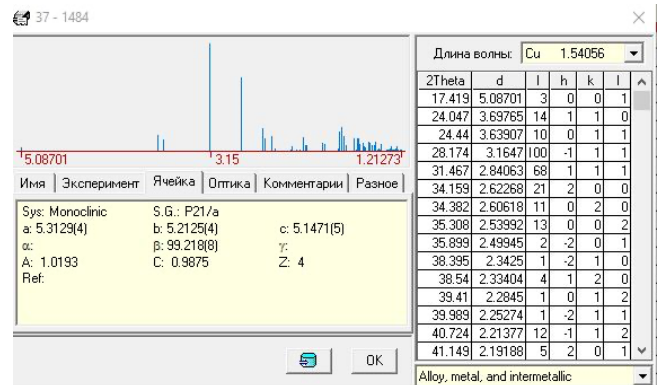 37 - 1484
5.08701 3.15 1.21273
Имя Эксперимент Ячейка Оптика Комментарии Разное
Sys: Monoclinic S.G.: P21/a
a: 5.3129(4) b: 5.2125(4) c: 5.1471(5)
α: β: 99.218(8) γ:
A: 1.0193 C: 0.9875 Z: 4
Ref:
OK
Длина волны: Cu 1.54056
2Theta d I h k l
17.419 5.08701 3 0 0 1
24.047 3.69765 14 1 1 0
24.44 3.63907 10 0 1 1
28.174 3.1647 100 -1 1 1
31.467 2.84063 68 1 1 1
34.159 2.62268 21 2 0 0
34.382 2.60618 11 0 2 0
35.308 2.53992 13 0 0 2
35.899 2.49945 2 -2 0 1
38.395 2.3425 1 -2 1 0
38.54 2.33404 4 1 2 0
39.41 2.2845 1 0 1 2
39.989 2.25274 1 -2 1 1
40.724 2.21377 12 -1 1 2
41.149 2.19188 5 2 0 1
Alloy, metal, and intermetallic